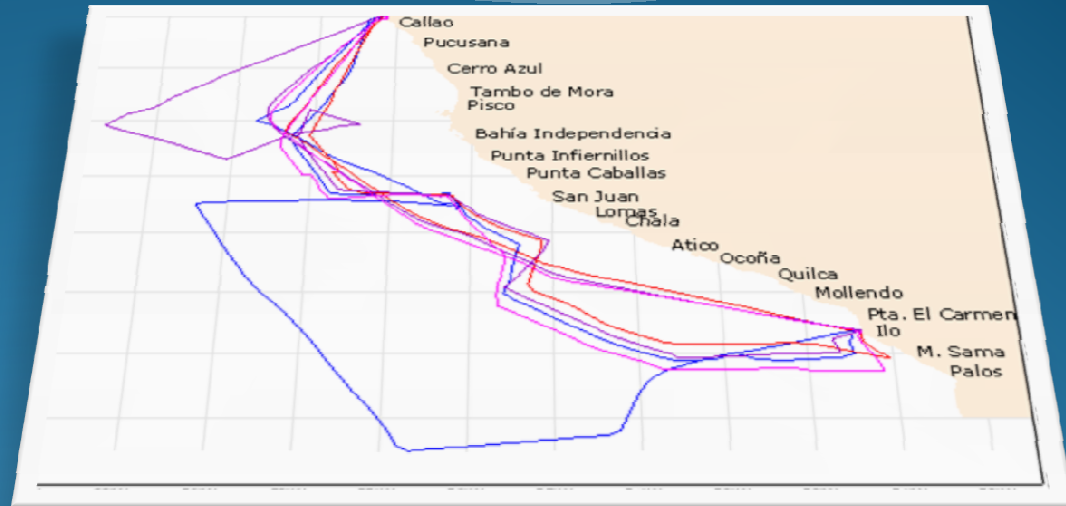 Callao
Pucusana
Cerro Azul
Tambo de Mora
Pisco
Bahía Independencia
Punta Infiernillos
Punta Caballas
San Juan
Lomas
Chala
Atico
Ocoña
Quilca
Mollendo
Pta. El Carmen
Ilo
M. Sama
Palos